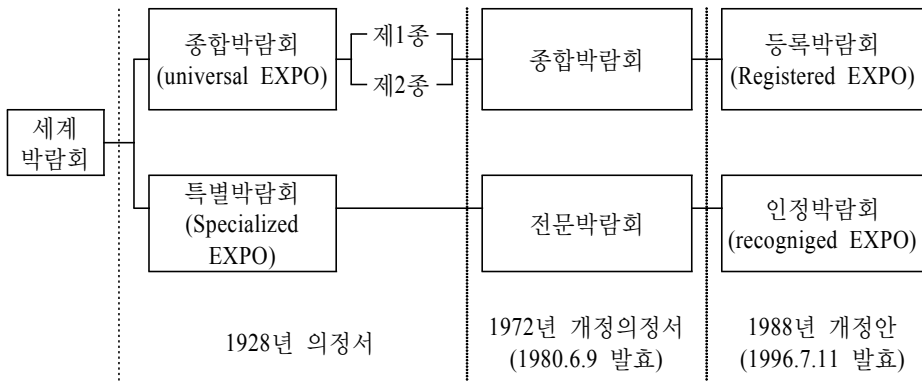 세계
박람회
종합박람회
(universal EXPO)
제1종
제2종
특별박람회
(Specialized
EXPO)
1928년 의정서
종합박람회
전문박람회
1972년 개정의정서
(1980.6.9 발효)
등록박람회
(Registered EXPO)
인정박람회
(recogniged EXPO)
1988년 개정안
(1996.7.11 발효)